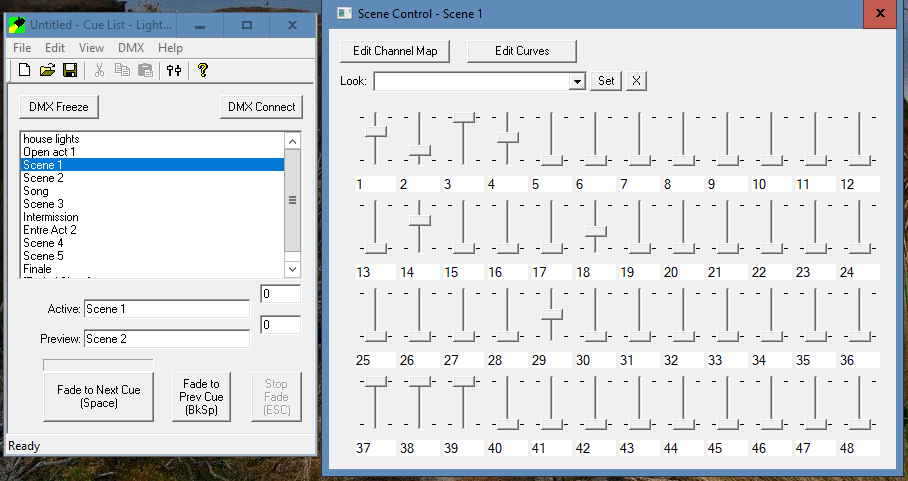 Untitled - Cue List - Light...
File Edit View DMX Help
DMX Freeze
DMX Connect
house lights
Open act 1
Scene 1
Scene 2
Song
Scene 3
Intermission
Entre Act 2
Scene 4
Scene 5
Finale
0
Active: Scene 1
0
Preview: Scene 2
Fade to Next Cue
(Space)
Fade to
Prev Cue
(BkSp)
Stop
Fade
(ESC)
Ready
Scene Control - Scene 1
Edit Channel Map
Edit Curves
Look:
Set
X
1 2 3 4 5 6 7 8 9 10 11 12
13 14 15 16 17 18 19 20 21 22 23 24
25 26 27 28 29 30 31 32 33 34 35 36
37 38 39 40 41 42 43 44 45 46 47 48